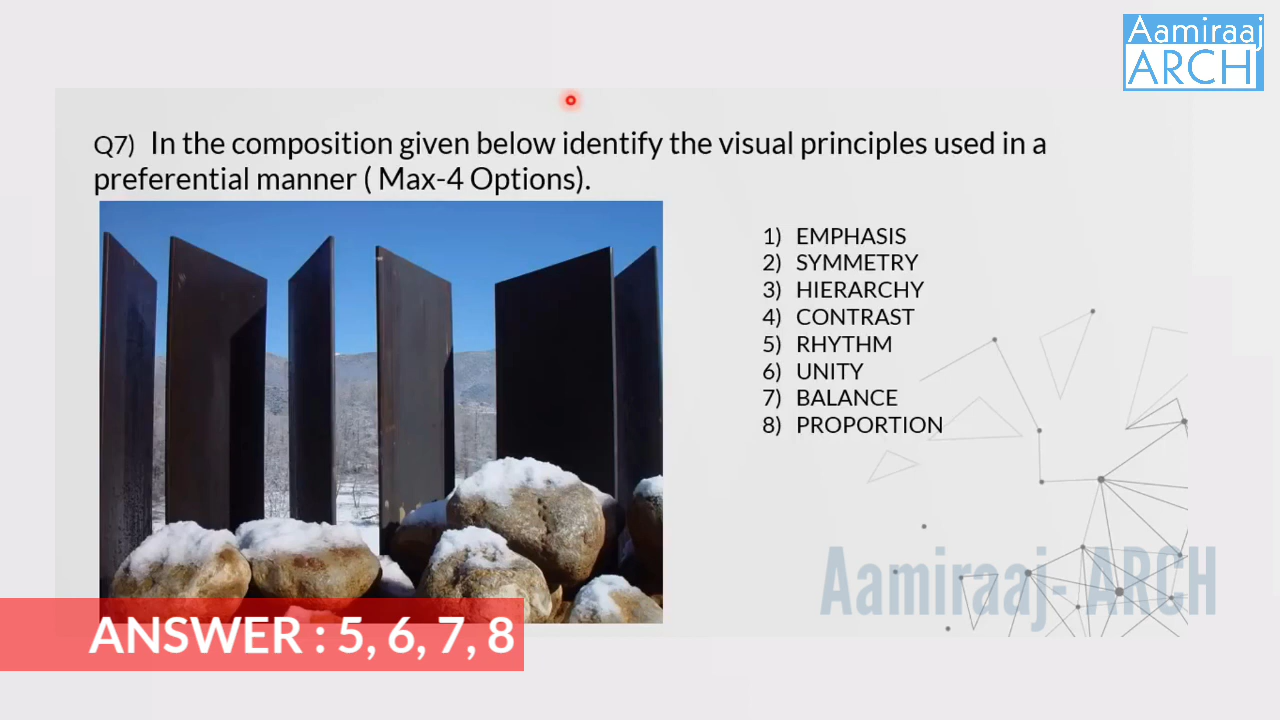 Aamiraaj
ARCH
Q7) In the composition given below identify the visual principles used in a
preferential manner ( Max-4 Options).
1) EMPHASIS
2) SYMMETRY
3) HIERARCHY
4) CONTRAST
5) RHYTHM
6) UNITY
7) BALANCE
8) PROPORTION
Aamiraaj- ARCH
ANSWER : 5, 6, 7, 8